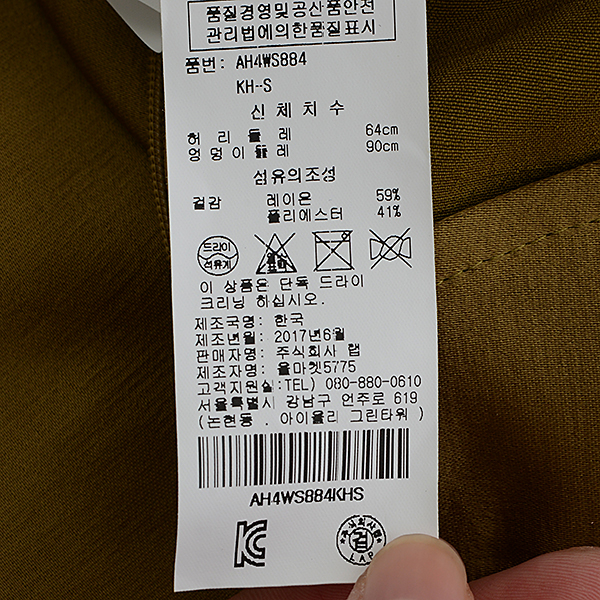 품질경영및공산품안전
관리법에의한품질표시
품번: AH4WS884
KH-S
신체치수
허리둘레 64cm
엉덩이둘레 90cm
섬유의조성
겉감 레이온 59%
폴리에스터 41%
드라이
석유계
이 상품은 단독 드라이
크리닝 하십시오.
제조국명: 한국
제조년월: 2017년6월
판매자명: 주식회사 랩
제조자명: 올마켓5775
고객지원실:TEL) 080-880-0610
서울특별시 강남구 언주로 619
(논현동 . 아이올리 그린타워 )
AH4WS884KHS
주식회사랩
검
LAP